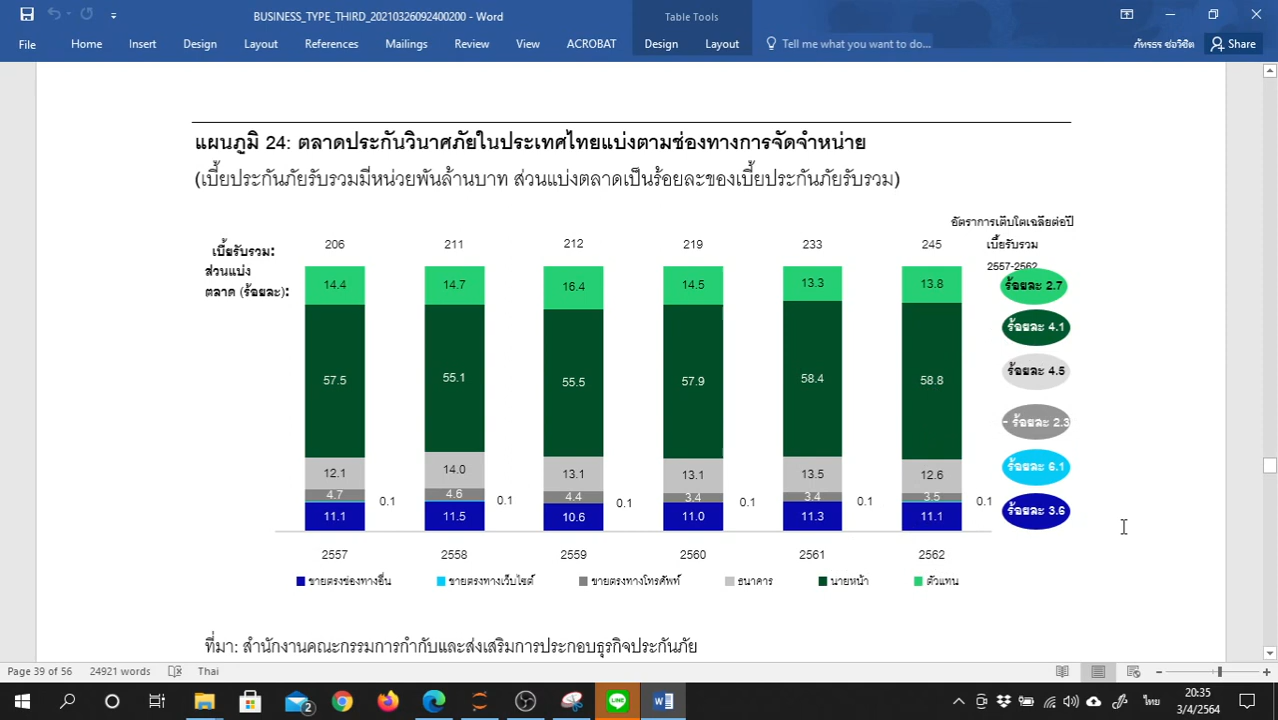 BUSINESS_TYPE_THIRD_20210326092400200 - Word
Table Tools
File Home Insert Design Layout References Mailings Review View ACROBAT Design Layout Tell me what you want to do... ภัทรธร ช่อวิชิต Share
แผนภูมิ 24: ตลาดประกันวินาศภัยในประเทศไทยแบ่งตามช่องทางการจัดจำหน่าย
(เบี้ยประกันภัยรับรวมมีหน่วยพันล้านบาท ส่วนแบ่งตลาดเป็นร้อยละของเบี้ยประกันภัยรับรวม)
อัตราการเติบโตเฉลี่ยต่อปี
เบี้ยรับรวม
2557-2562
เบี้ยรับรวม: 206 211 212 219 233 245
ส่วนแบ่ง
ตลาด (ร้อยละ):
14.4 14.7 16.4 14.5 13.3 13.8 ร้อยละ 2.7
ร้อยละ 4.1
57.5 55.1 55.5 57.9 58.4 58.8 ร้อยละ 4.5
- ร้อยละ 2.3
12.1 14.0 13.1 13.1 13.5 12.6 ร้อยละ 6.1
4.7 4.6 4.4 3.4 3.4 3.5
0.1 0.1 0.1 0.1 0.1 0.1
11.1 11.5 10.6 11.0 11.3 11.1 ร้อยละ 3.6
2557 2558 2559 2560 2561 2562
ขายตรงช่องทางอื่น ขายตรงทางเว็บไซต์ ขายตรงทางโทรศัพท์ ธนาคาร นายหน้า ตัวแทน
ที่มา: สำนักงานคณะกรรมการกำกับและส่งเสริมการประกอบธุรกิจประกันภัย
Page 39 of 56 24921 words Thai
2 LINE ไทย 20:35
3/4/2564